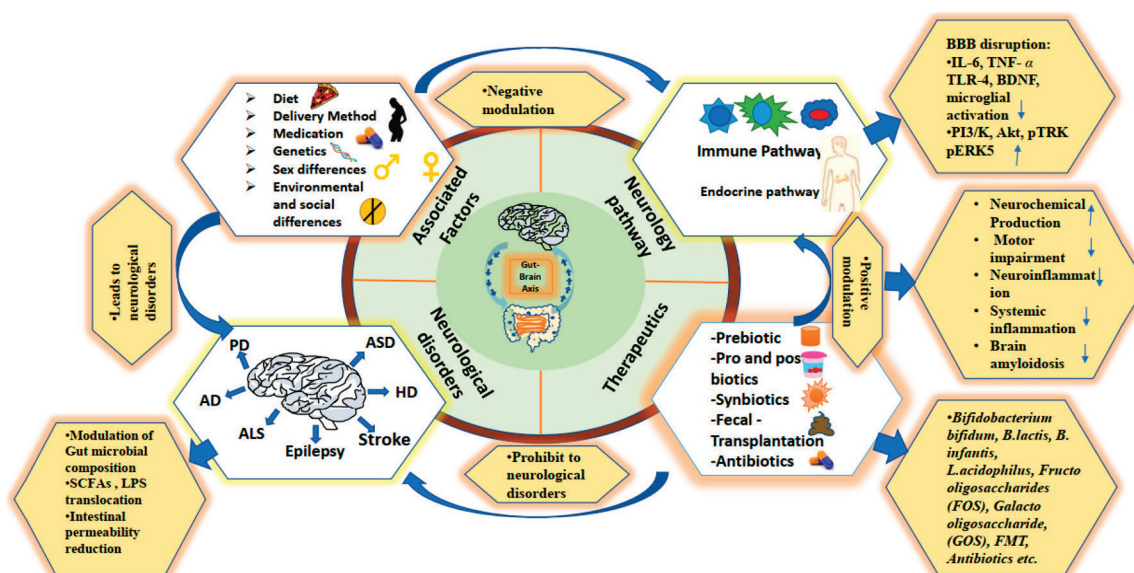 ➢ Diet
➢ Delivery Method
➢ Medication
➢ Genetics
➢ Sex differences
➢ Environmental
and social
differences
•Negative
modulation
Immune Pathway
Endocrine pathway
BBB disruption:
•IL-6, TNF- α
TLR-4, BDNF,
microglial
activation ↓
•PI3/K, Akt, pTRK
pERK5 ↑
•Leads to
neurological
disorders
Associated
Factors
Neurology
pathway
Gut-
Brain
Axis
Neurological
disorders
Therapeutics
•Positive
modulation
• Neurochemical
Production ↑
• Motor
impairment ↓
•Neuroinflammat
ion ↓
• Systemic
inflammation ↓
• Brain
amyloidosis ↓
PD
ASD
AD
HD
ALS
Stroke
Epilepsy
-Prebiotic
-Pro and pos
biotics
-Synbiotics
-Fecal -
Transplantation
-Antibiotics
•Modulation of
Gut microbial
composition
•SCFAs , LPS
translocation
•Intestinal
permeability
reduction
•Prohibit to
neurological
disorders
•Bifidobacterium
bifidum, B.lactis, B.
infantis,
L.acidophilus, Fructo
oligosaccharides
(FOS), Galacto
oligosaccharide,
(GOS), FMT,
Antibiotics etc.